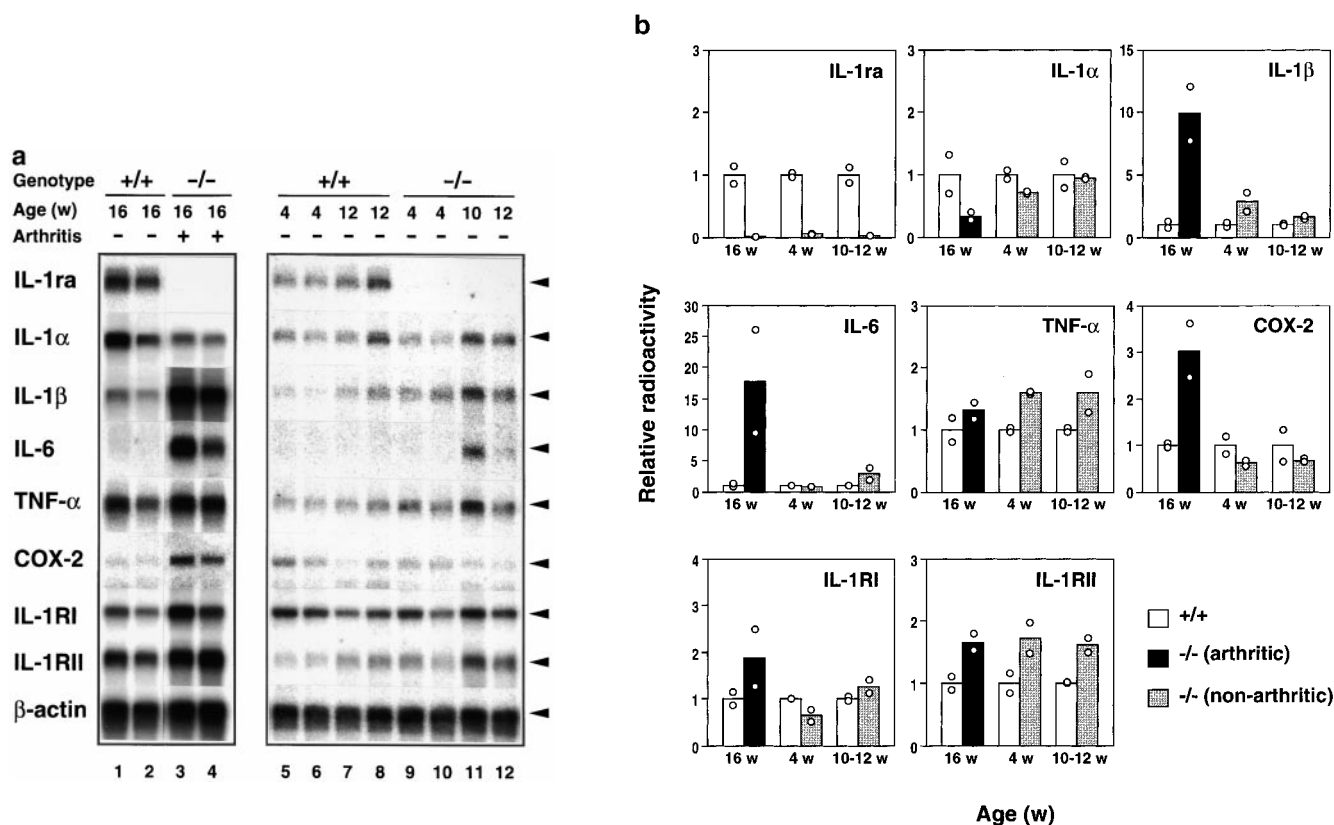 a
Genotype +/+ −/− +/+ −/−
Age (w) 16 16 16 16 4 4 12 12 4 4 10 12
Arthritis − − + + − − − − − − − −
IL-1ra
IL-1α
IL-1β
IL-6
TNF-α
COX-2
IL-1RI
IL-1RII
β-actin
1 2 3 4 5 6 7 8 9 10 11 12
b
Relative radioactivity
IL-1ra
3
2
1
0
16 w 4 w 10-12 w
IL-1α
3
2
1
0
16 w 4 w 10-12 w
IL-1β
15
10
5
0
16 w 4 w 10-12 w
IL-6
30
25
20
15
10
5
0
16 w 4 w 10-12 w
TNF-α
3
2
1
0
16 w 4 w 10-12 w
COX-2
4
3
2
1
0
16 w 4 w 10-12 w
IL-1RI
4
3
2
1
0
16 w 4 w 10-12 w
IL-1RII
3
2
1
0
16 w 4 w 10-12 w
+/+
-/- (arthritic)
-/- (non-arthritic)
Age (w)